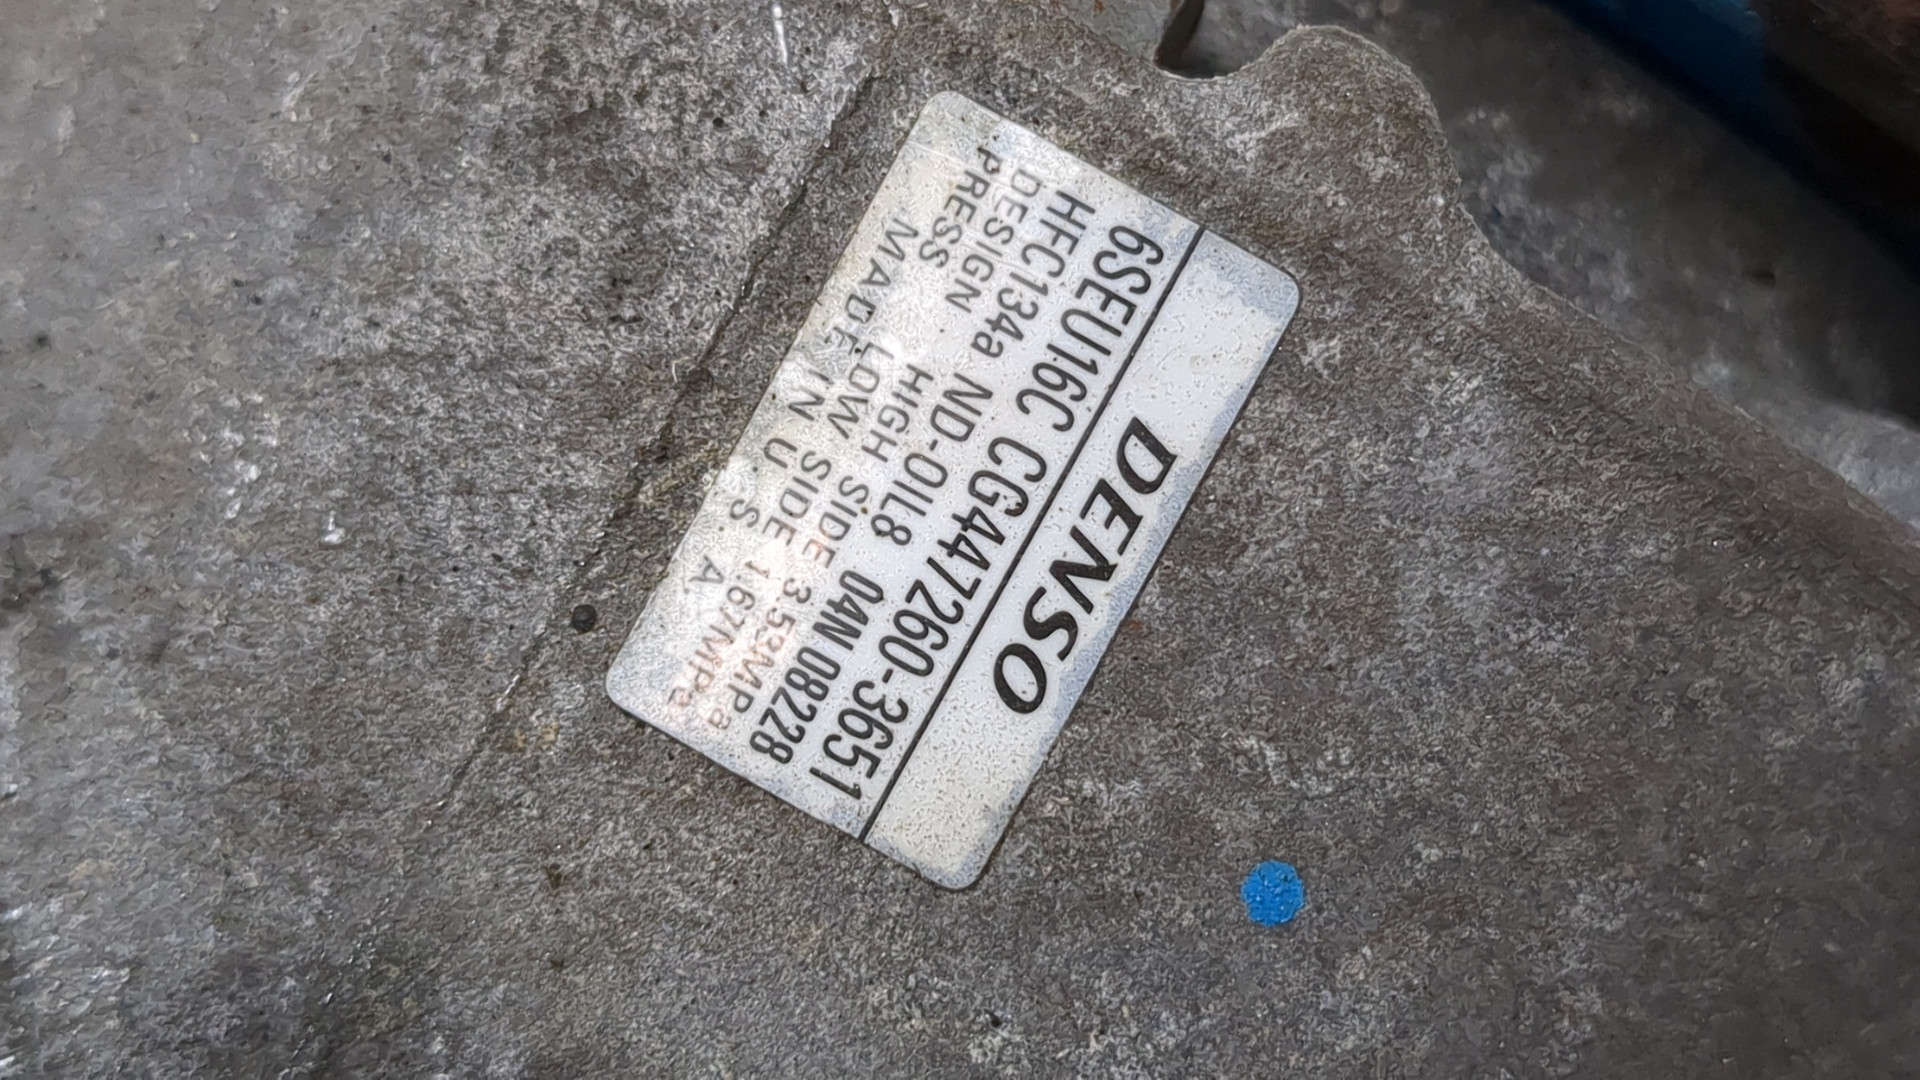 DENSO
6SEU16C CG447260-3651
HFC134a ND-OIL8 04N 08228
DESIGN HIGH SIDE 3.53MPa
PRESS LOW SIDE 1.67MPa
MADE IN U.S.A.